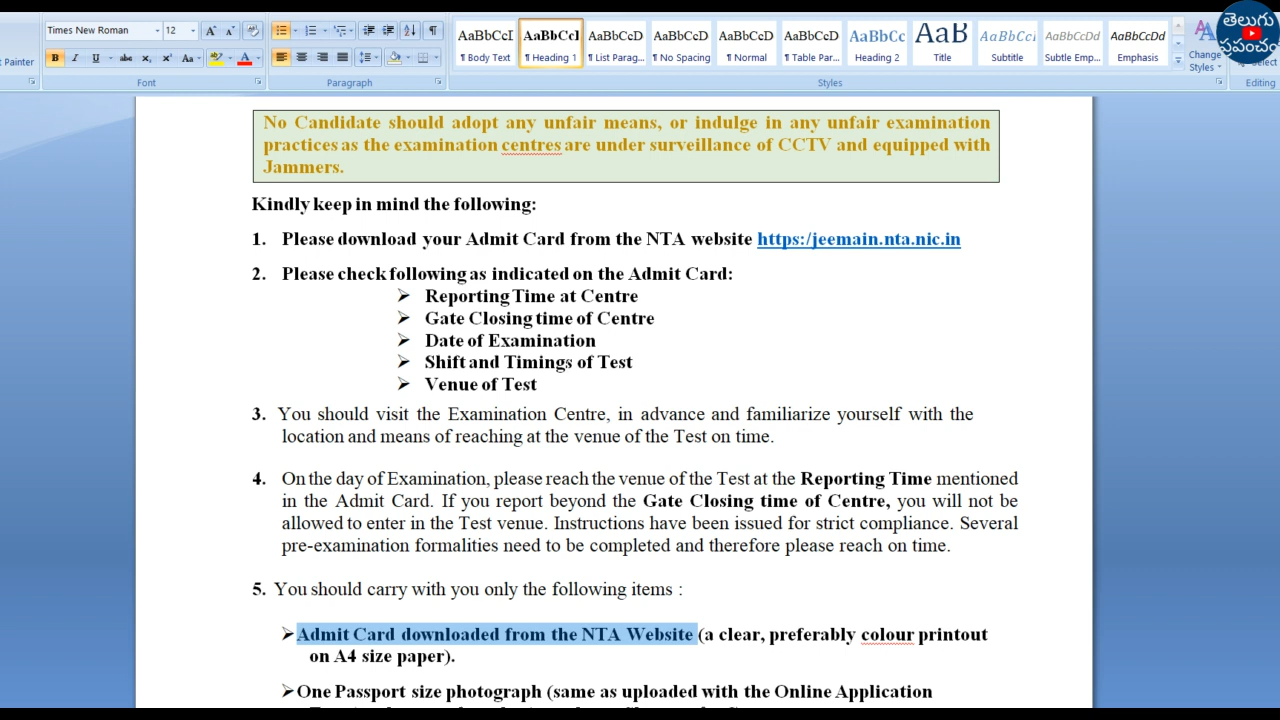 Times New Roman 12
తెలుగు
ప్రపంచం
Painter
Font
Paragraph
AaBbCcI AaBbCcI AaBbCcD AaBbCcD AaBbCcD AaBbCcD AaBbCc AaB AaBbCcI AaBbCcDd AaBbCcDd
¶ Body Text ¶ Heading 1 ¶ List Parag... ¶ No Spacing ¶ Normal ¶ Table Par... Heading 2 Title Subtitle Subtle Emp... Emphasis
Change
Styles
Select
Styles
Editing
No Candidate should adopt any unfair means, or indulge in any unfair examination
practices as the examination centres are under surveillance of CCTV and equipped with
Jammers.
Kindly keep in mind the following:
1. Please download your Admit Card from the NTA website https:/jeemain.nta.nic.in
2. Please check following as indicated on the Admit Card:
➢ Reporting Time at Centre
➢ Gate Closing time of Centre
➢ Date of Examination
➢ Shift and Timings of Test
➢ Venue of Test
3. You should visit the Examination Centre, in advance and familiarize yourself with the
location and means of reaching at the venue of the Test on time.
4. On the day of Examination, please reach the venue of the Test at the Reporting Time mentioned
in the Admit Card. If you report beyond the Gate Closing time of Centre, you will not be
allowed to enter in the Test venue. Instructions have been issued for strict compliance. Several
pre-examination formalities need to be completed and therefore please reach on time.
5. You should carry with you only the following items :
➢Admit Card downloaded from the NTA Website (a clear, preferably colour printout
on A4 size paper).
➢One Passport size photograph (same as uploaded with the Online Application